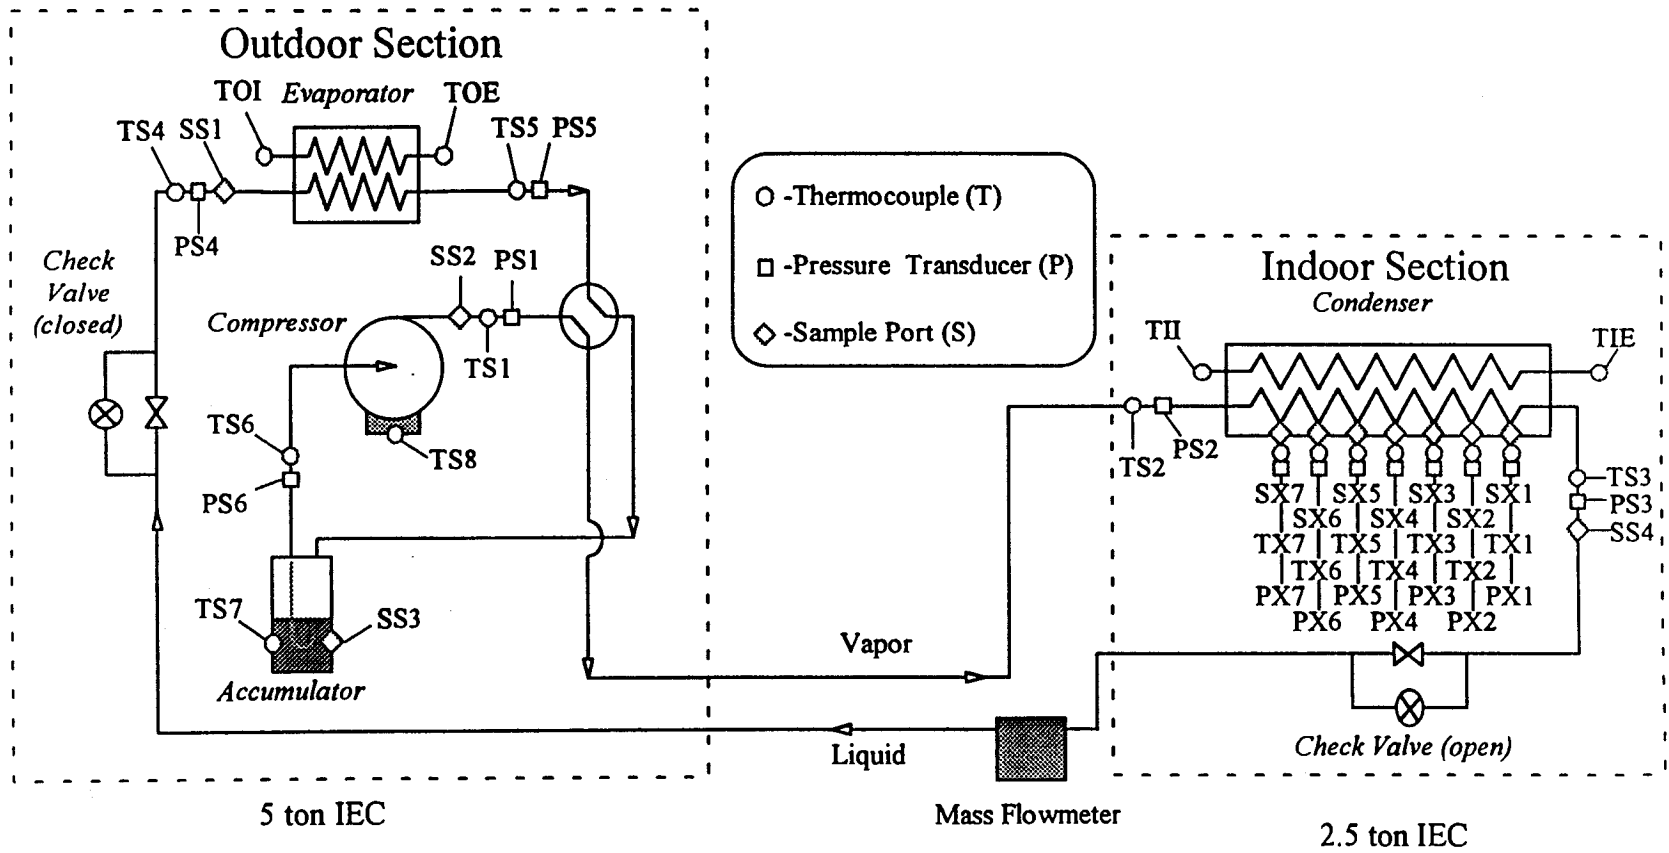 Outdoor Section
TOI Evaporator TOE
TS4 SS1
TS5 PS5
PS4
Check
Valve
(closed)
SS2 PS1
Compressor
TS1
TS6
TS8
PS6
TS7
SS3
Accumulator
5 ton IEC
-Thermocouple (T)
-Pressure Transducer (P)
-Sample Port (S)
Vapor
Liquid
Mass Flowmeter
Indoor Section
Condenser
TII
TIE
TS2 PS2
TS3
PS3
SS4
SX7 SX5 SX3 SX1
SX6 SX4 SX2
TX7 TX5 TX3 TX1
TX6 TX4 TX2
PX7 PX5 PX3 PX1
PX6 PX4 PX2
Check Valve (open)
2.5 ton IEC